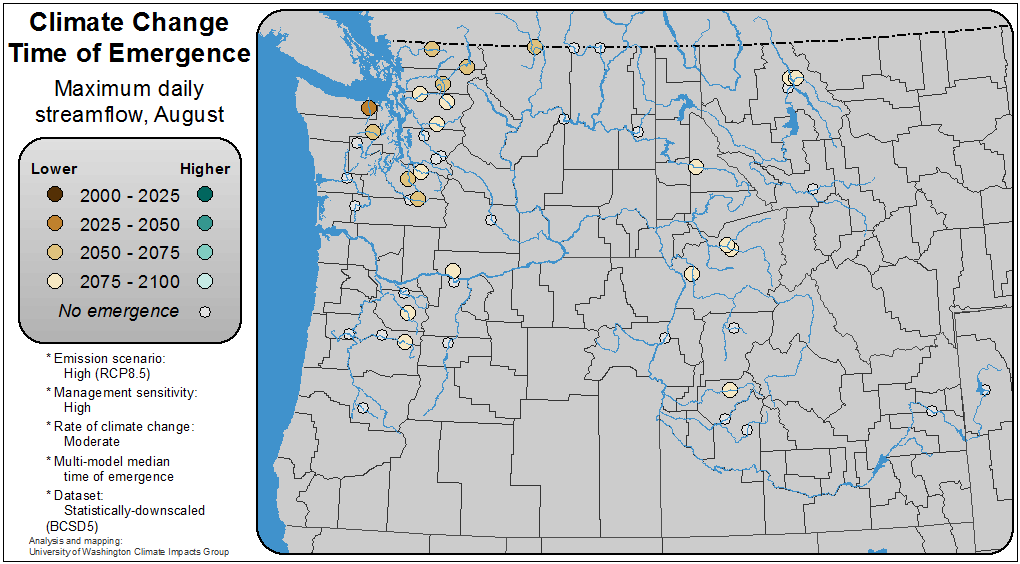 Climate Change
Time of Emergence
Maximum daily
streamflow, August
Lower Higher
2000 - 2025
2025 - 2050
2050 - 2075
2075 - 2100
No emergence
* Emission scenario:
High (RCP8.5)
* Management sensitivity:
High
* Rate of climate change:
Moderate
* Multi-model median
time of emergence
* Dataset:
Statistically-downscaled
(BCSD5)
Analysis and mapping:
University of Washington Climate Impacts Group